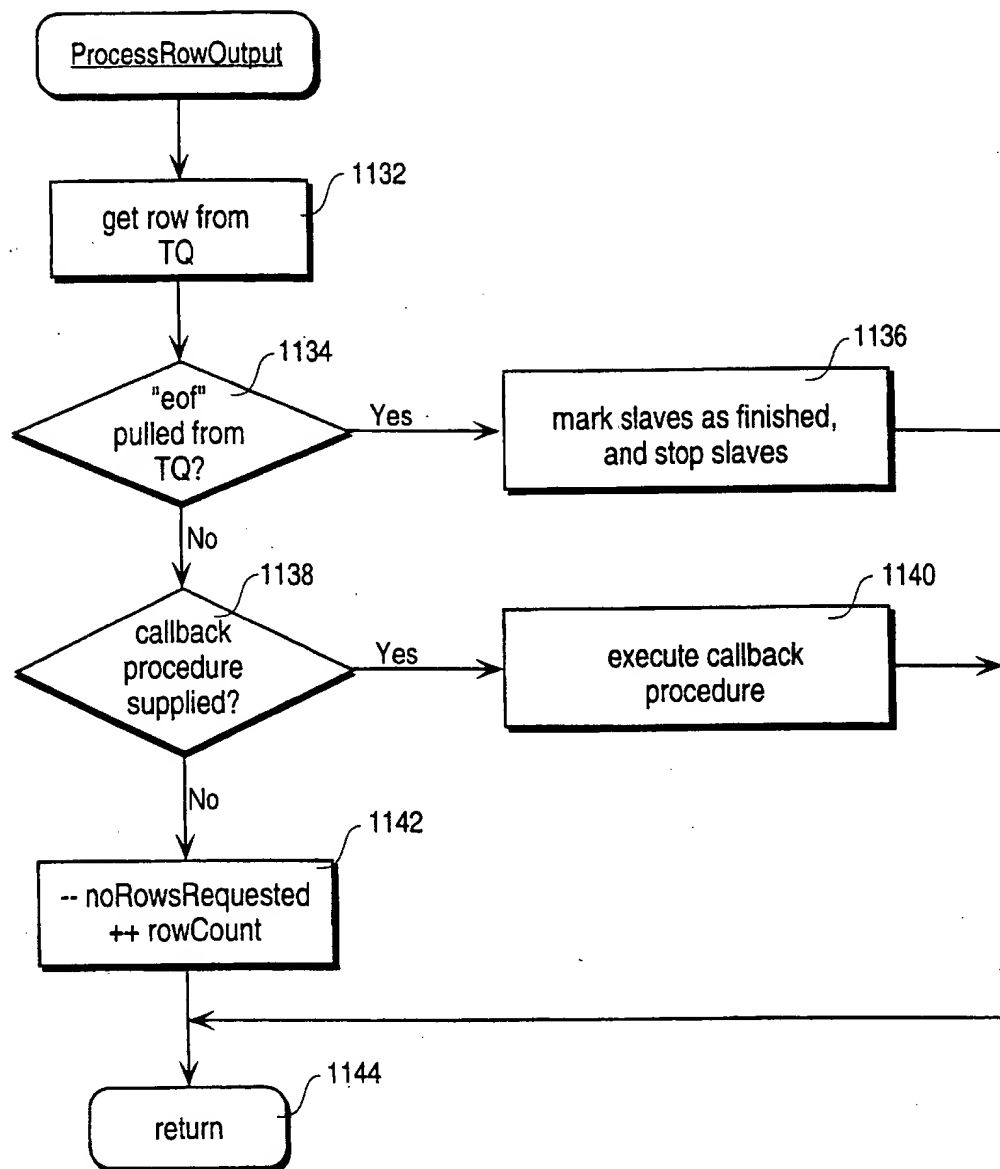 ProcessRowOutput
1132
get row from
TQ
1134
"eof"
pulled from
TQ?
Yes
1136
mark slaves as finished,
and stop slaves
No
1138
callback
procedure
supplied?
Yes
1140
execute callback
procedure
No
1142
-- noRowsRequested
++ rowCount
1144
return